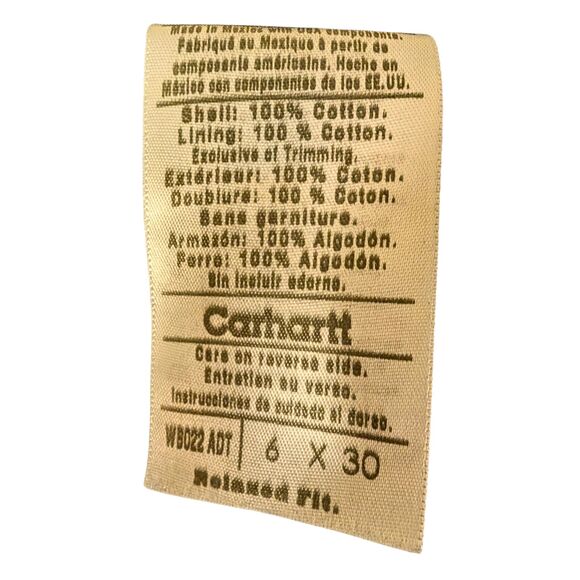 Made in Mexico with USA components
Fabriqué au Mexique à partir de
composants américains. Hecho en
México con componentes de los EE.UU.
Shell: 100% Cotton.
Lining: 100 % Cotton.
Exclusive of Trimming.
Extérieur: 100 % Coton.
Doublure: 100 % Coton.
Sans garniture.
Armazón: 100% Algodón.
Forro: 100% Algodón.
Sin incluir adorno.
Carhartt
Care on reverse side.
Entretien au verso.
Instrucciones de cuidado al dorso.
WB022 ADT 6 X 30
Relaxed Fit.